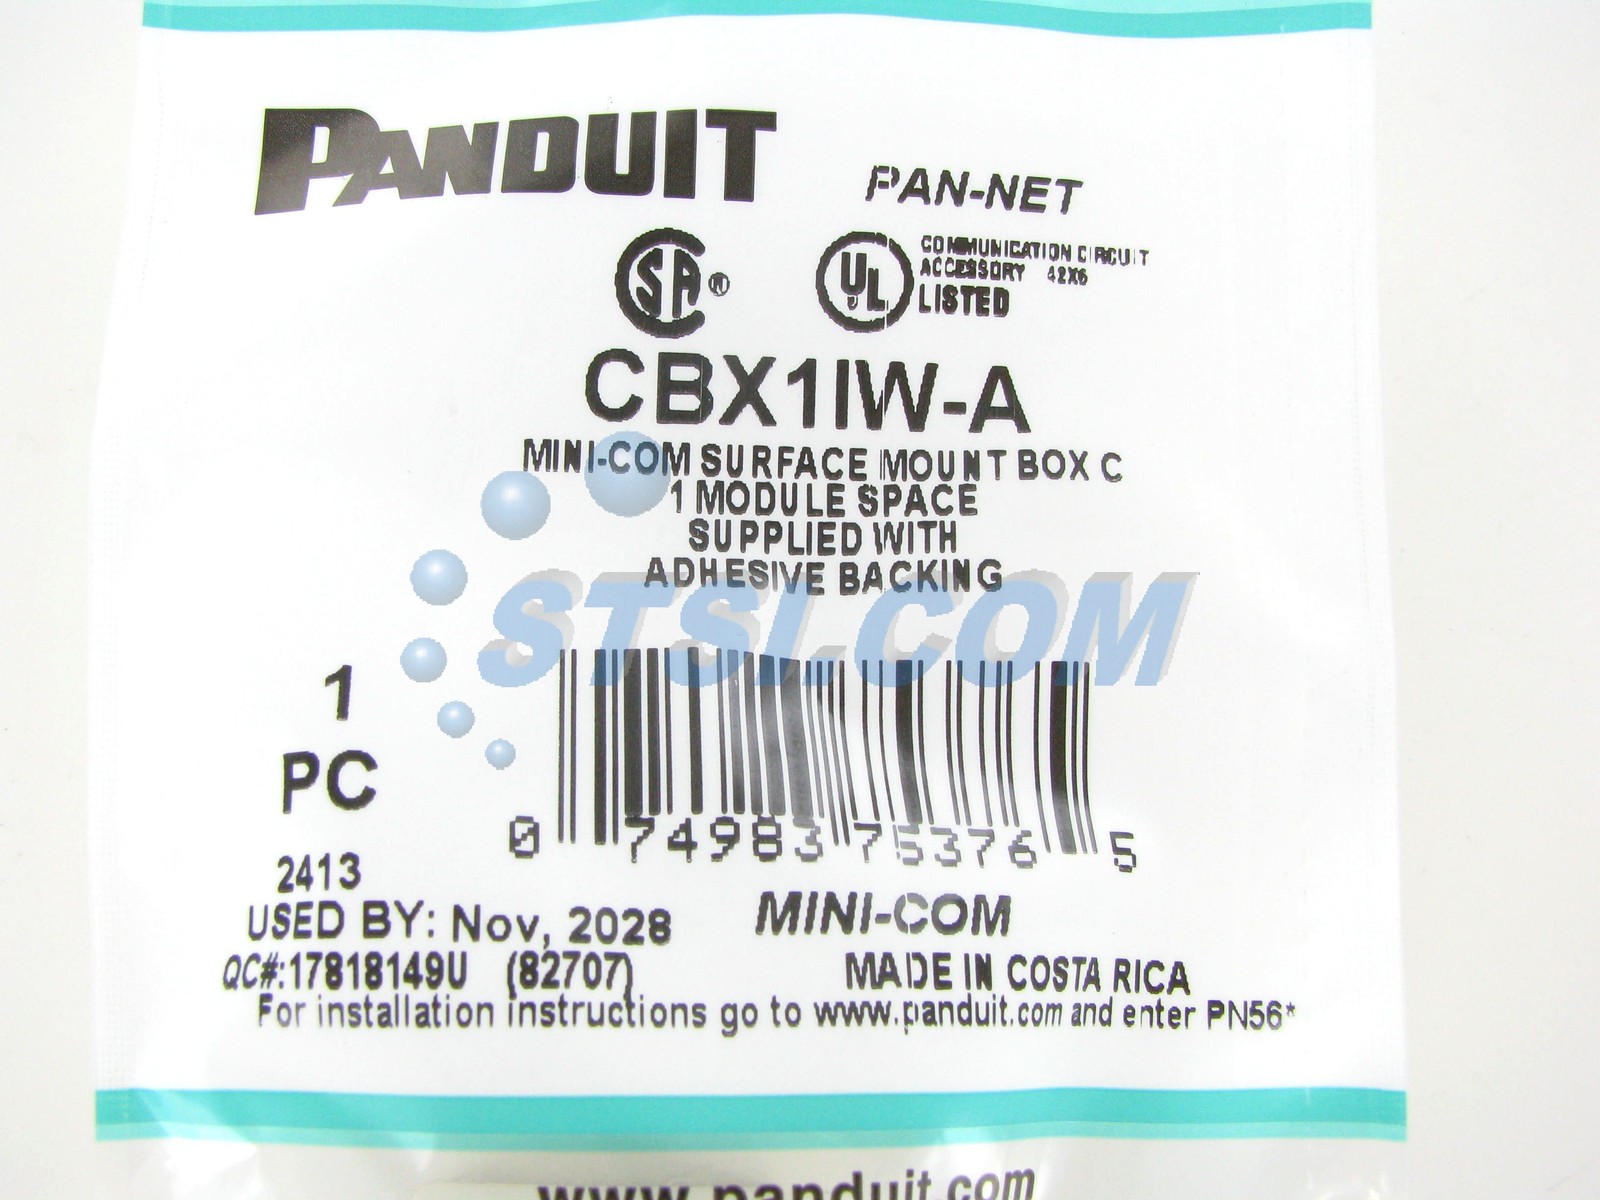 PANDUIT
PAN-NET
SA®
UL
COMMUNICATION CIRCUIT
ACCESSORY 42X6
LISTED
CBX1IW-A
MINI-COM SURFACE MOUNT BOX C
1 MODULE SPACE
SUPPLIED WITH
ADHESIVE BACKING
STSI.COM
1
PC
0 74983 75376 5
2413
USED BY: Nov, 2028
MINI-COM
QC#:17818149U (82707)
MADE IN COSTA RICA
For installation instructions go to www.panduit.com and enter PN56*
www.panduit.com